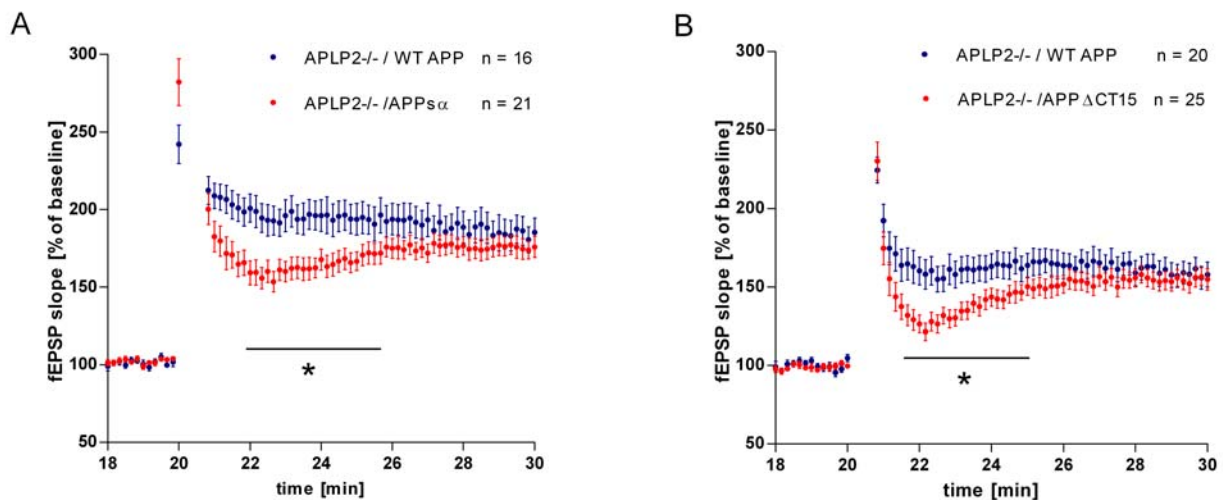 A
300
250
200
150
100
50
fEPSP slope [% of baseline]
APLP2-/- / WT APP n = 16
APLP2-/- /APPsα n = 21
*
18 20 22 24 26 28 30
time [min]
B
300
250
200
150
100
50
fEPSP slope [% of baseline]
APLP2-/- / WT APP n = 20
APLP2-/- /APP ΔCT15 n = 25
*
18 20 22 24 26 28 30
time [min]